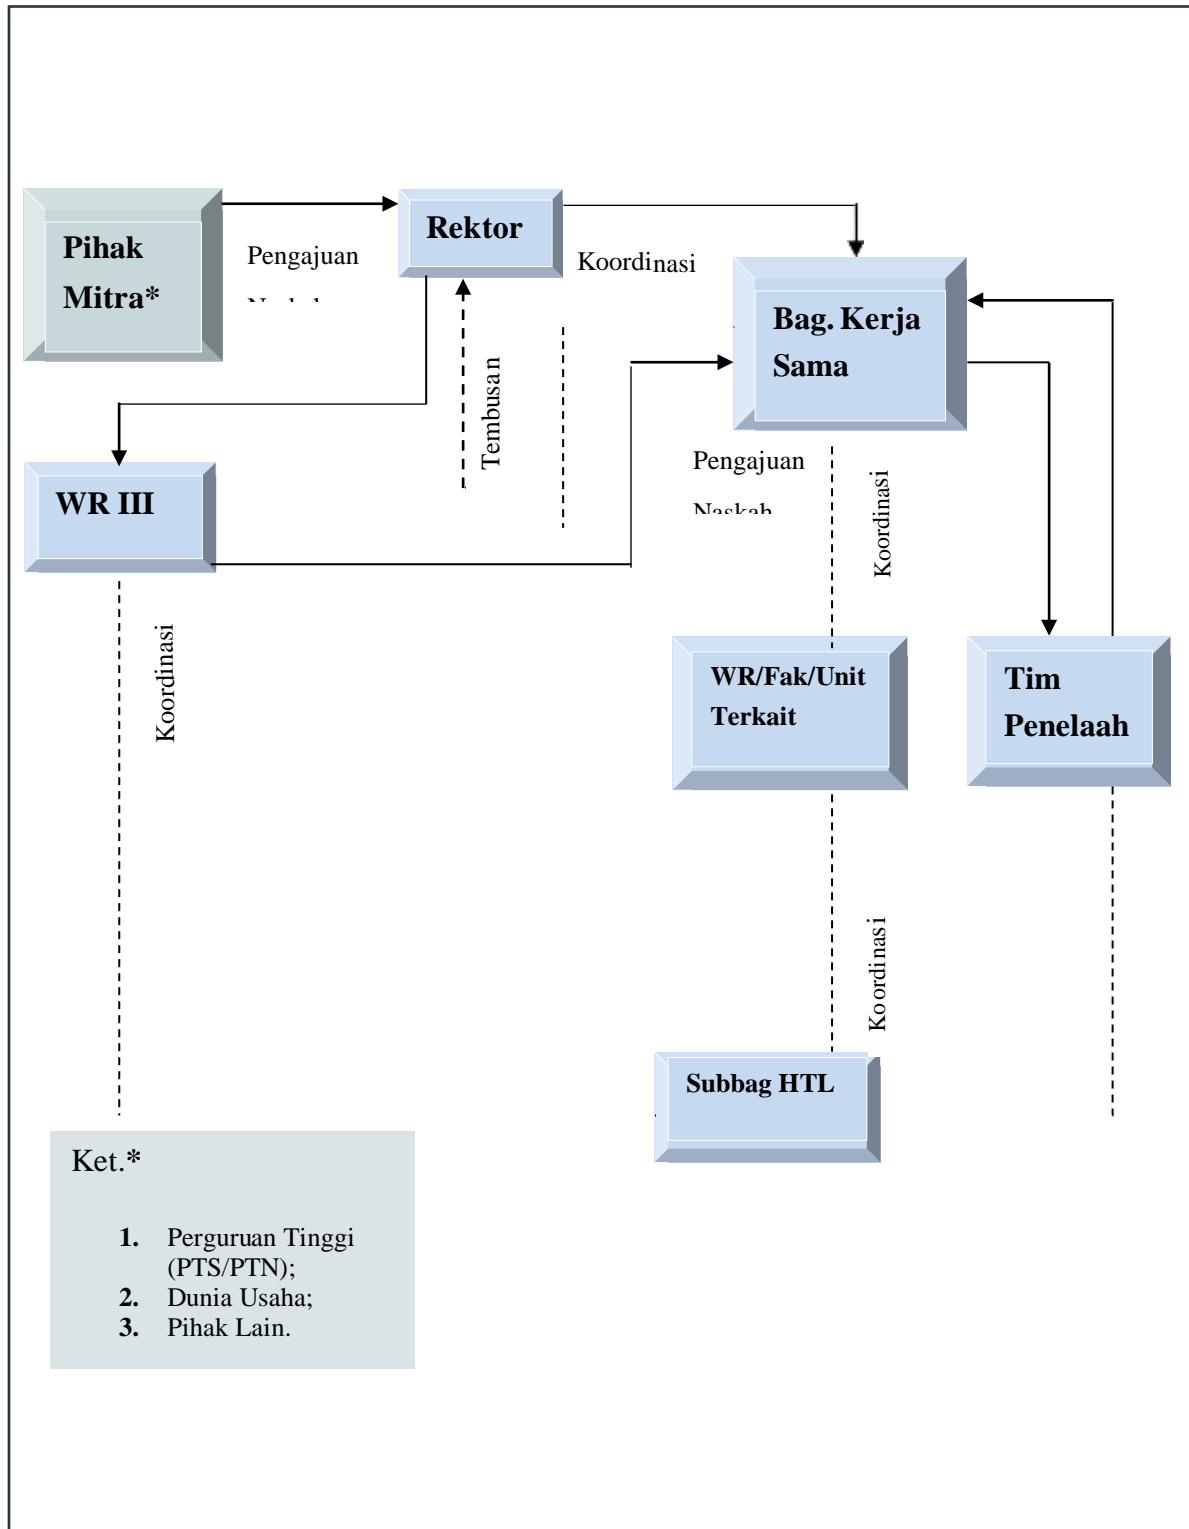 Pihak
Mitra*
Pengajuan
Rektor
Koordinasi
Bag. Kerja
Sama
Tembusan
WR III
Pengajuan
Naskah
Koordinasi
Koordinasi
WR/Fak/Unit
Terkait
Tim
Penelaah
Koordinasi
Subbag HTL
Ket.*
1. Perguruan Tinggi
(PTS/PTN);
2. Dunia Usaha;
3. Pihak Lain.